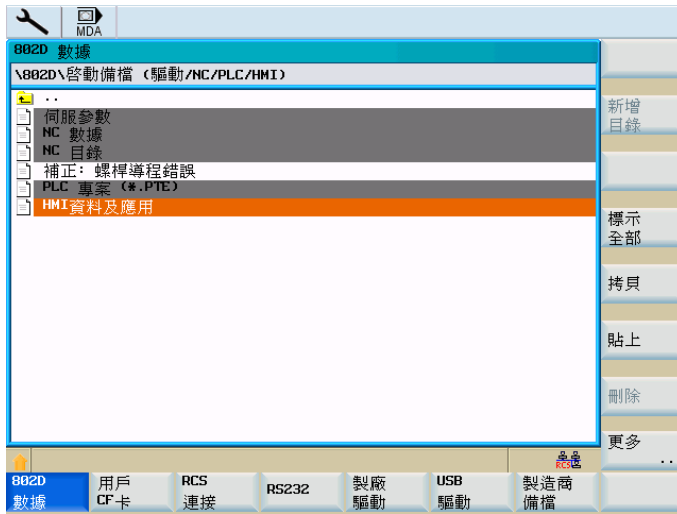 MDA
802D 數據
\802D\啓動備檔 (驅動/NC/PLC/HMI)
..
伺服參數
NC 數據
NC 目錄
補正: 螺桿導程錯誤
PLC 專案 (*.PTE)
HMI資料及應用
新增
目錄
標示
全部
拷貝
貼上
刪除
更多
..
RCS
802D
數據
用戶
CF卡
RCS
連接
RS232
製廠
驅動
USB
驅動
製造商
備檔